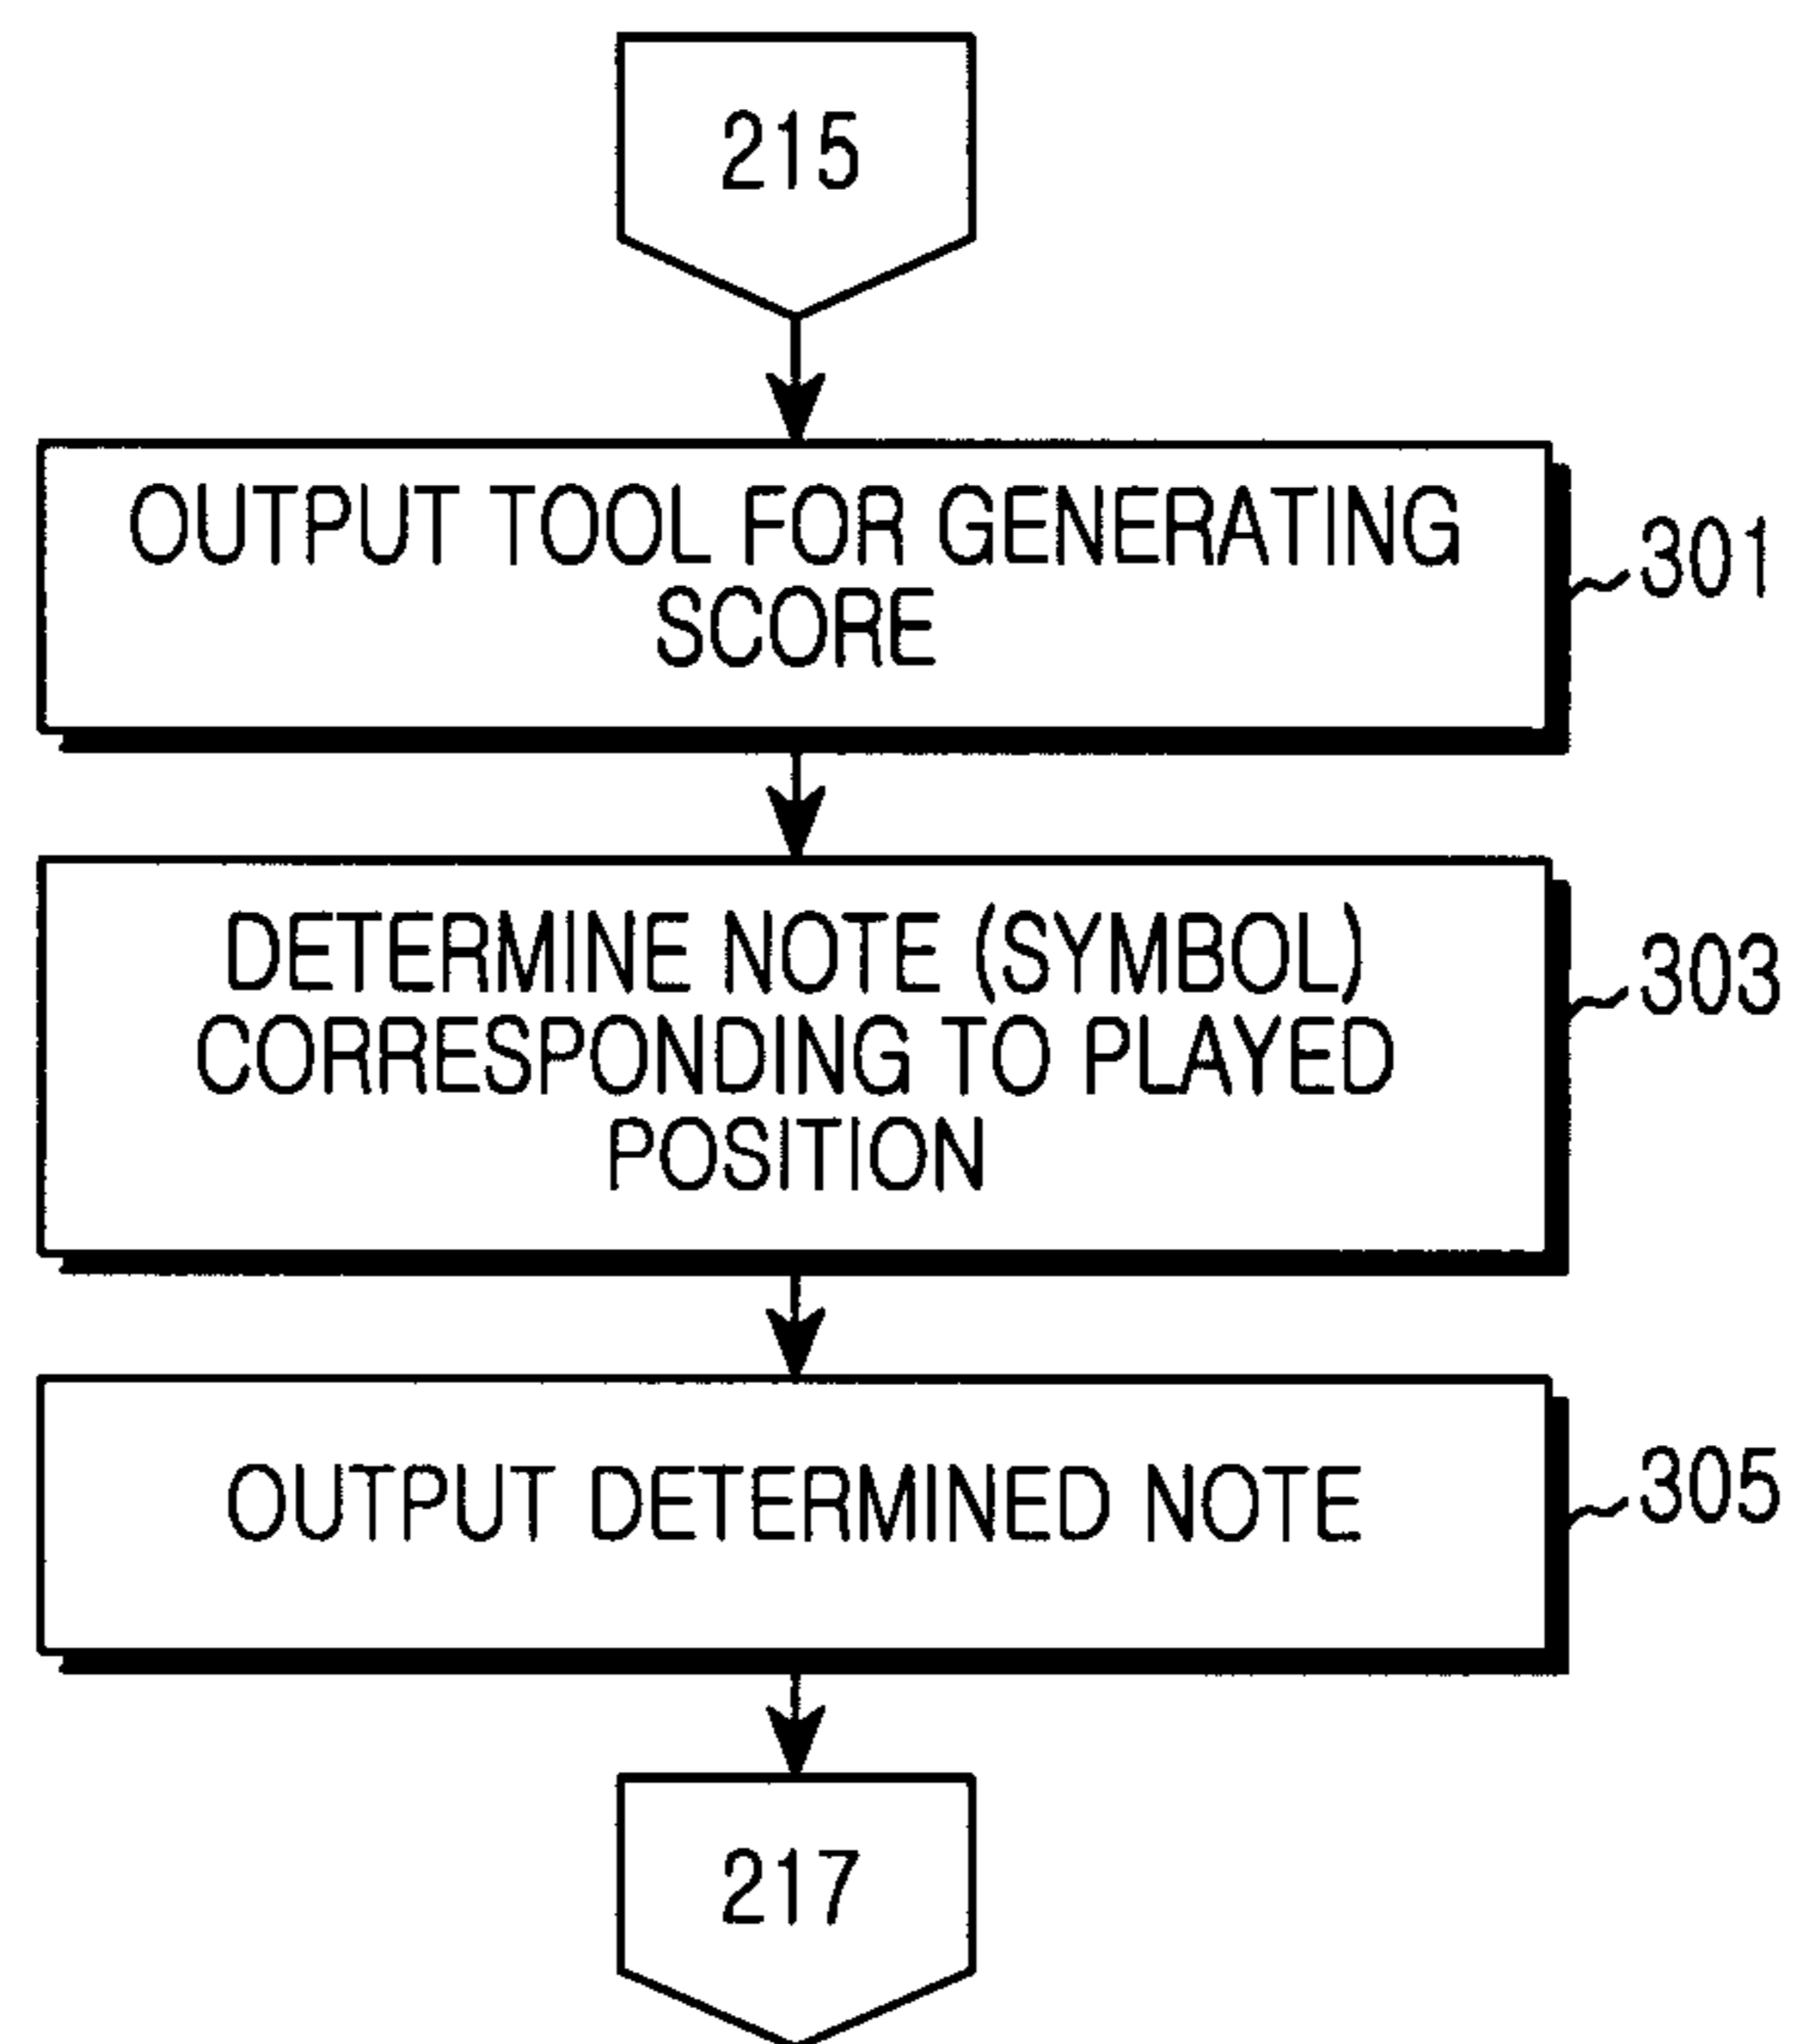 215
OUTPUT TOOL FOR GENERATING
SCORE
301
DETERMINE NOTE (SYMBOL)
CORRESPONDING TO PLAYED
POSITION
303
OUTPUT DETERMINED NOTE
305
217